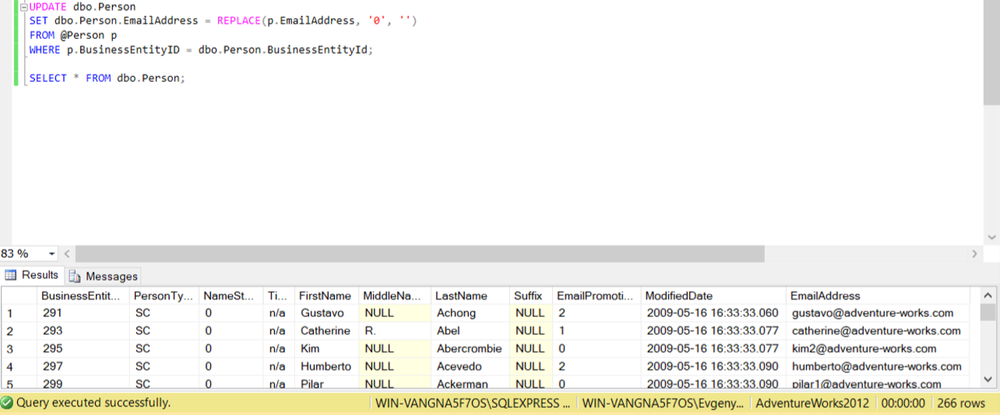 UPDATE dbo.Person
SET dbo.Person.EmailAddress = REPLACE(p.EmailAddress, '0', '')
FROM @Person p
WHERE p.BusinessEntityID = dbo.Person.BusinessEntityId;
SELECT * FROM dbo.Person;
83 %
Results Messages
BusinessEntit... PersonTy... NameSt... Ti... FirstName MiddleNa... LastName Suffix EmailPromoti... ModifiedDate EmailAddress
1 291 SC 0 n/a Gustavo NULL Achong NULL 2 2009-05-16 16:33:33.060 gustavo@adventure-works.com
2 293 SC 0 n/a Catherine R. Abel NULL 1 2009-05-16 16:33:33.077 catherine@adventure-works.com
3 295 SC 0 n/a Kim NULL Abercrombie NULL 0 2009-05-16 16:33:33.077 kim2@adventure-works.com
4 297 SC 0 n/a Humberto NULL Acevedo NULL 2 2009-05-16 16:33:33.090 humberto@adventure-works.com
5 299 SC 0 n/a Pilar NULL Ackerman NULL 0 2009-05-16 16:33:33.090 pilar1@adventure-works.com
Query executed successfully. WIN-VANGNA5F7OS\SQLEXPRESS ... WIN-VANGNA5F7OS\Evgeny... AdventureWorks2012 00:00:00 266 rows